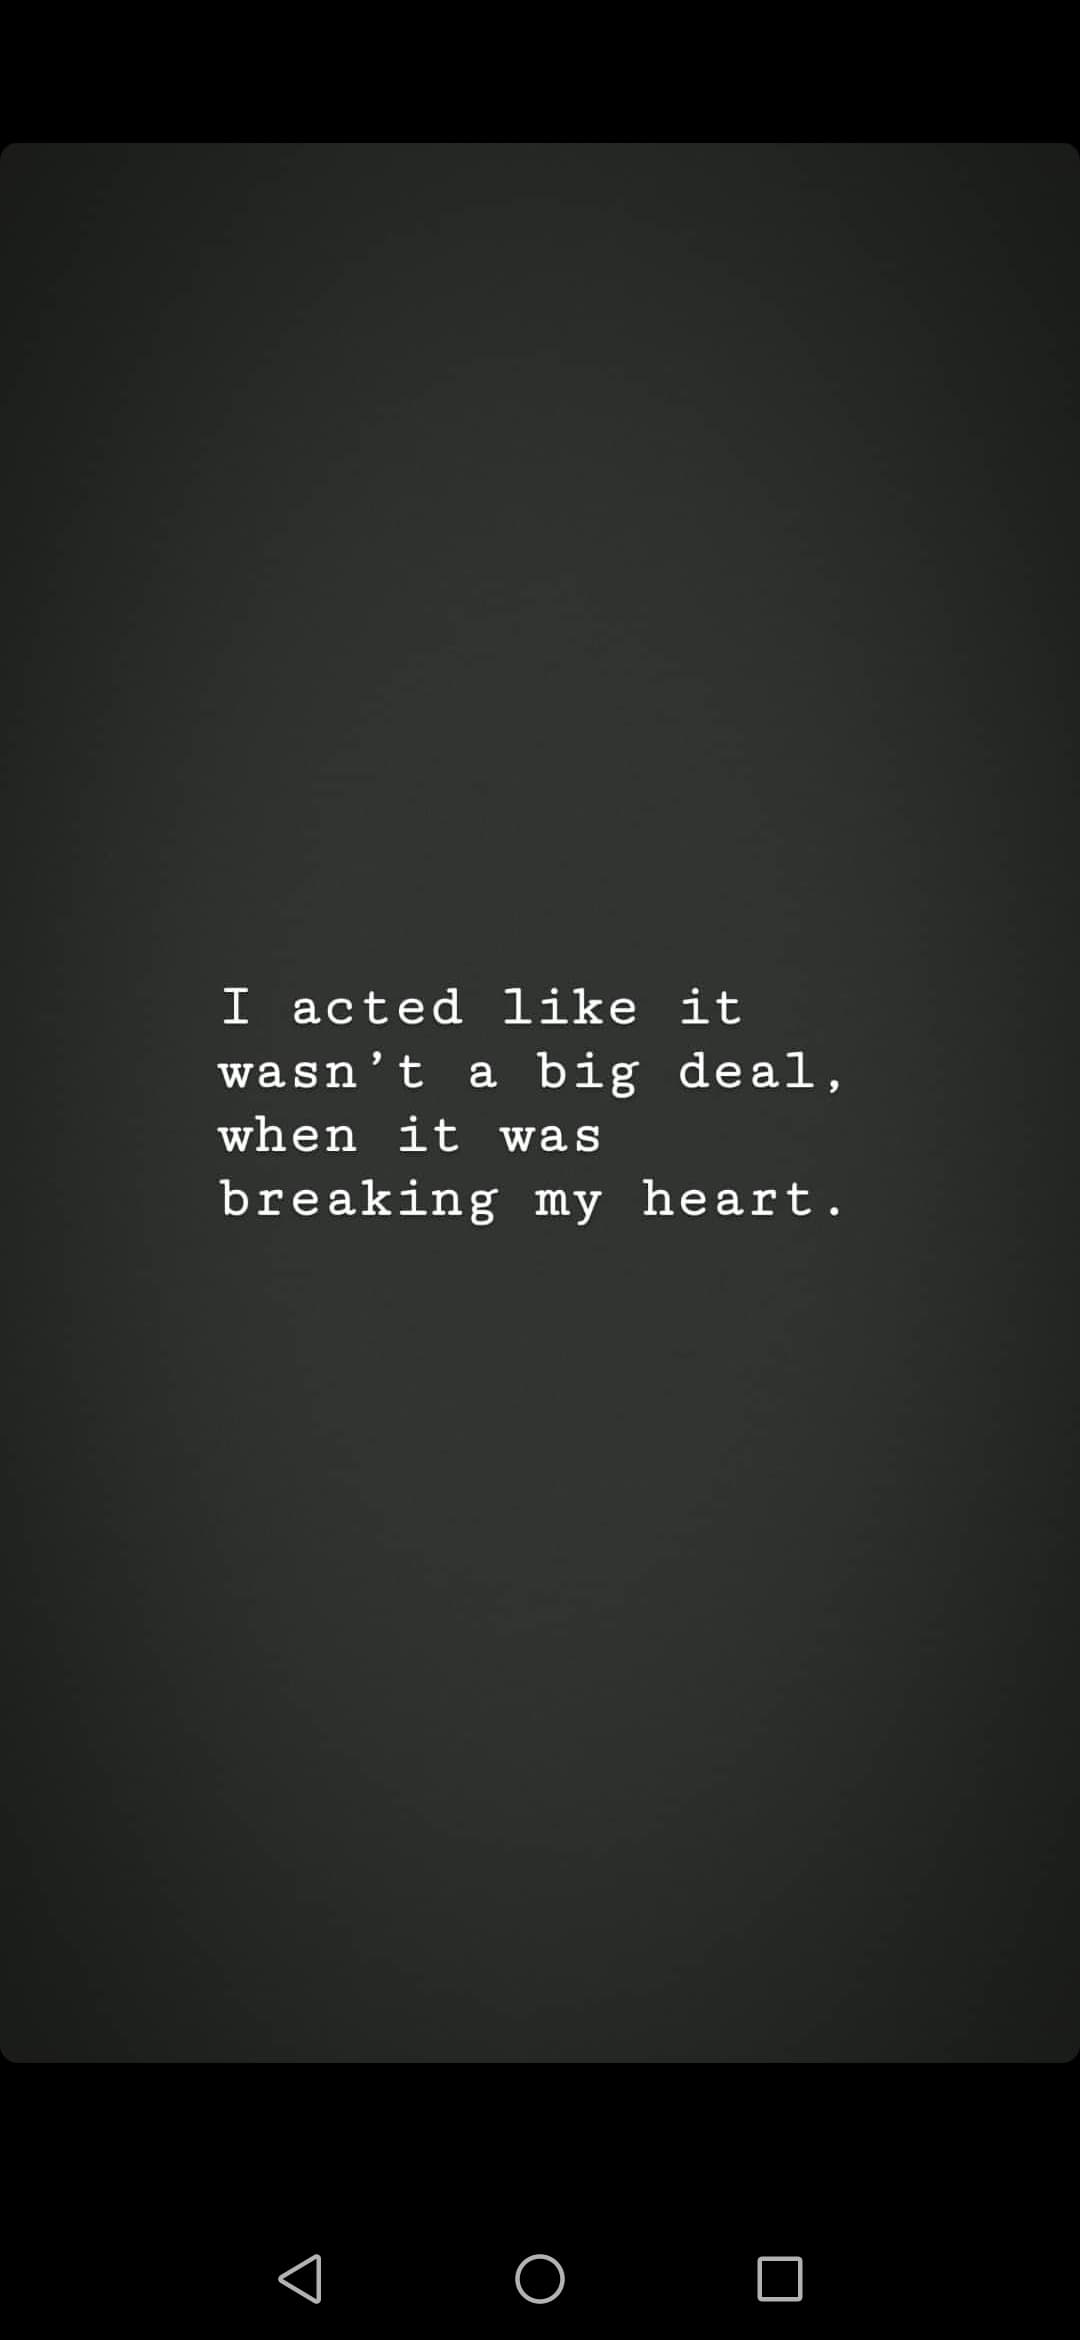 I acted like it
wasn’t a big deal,
when it was
breaking my heart.